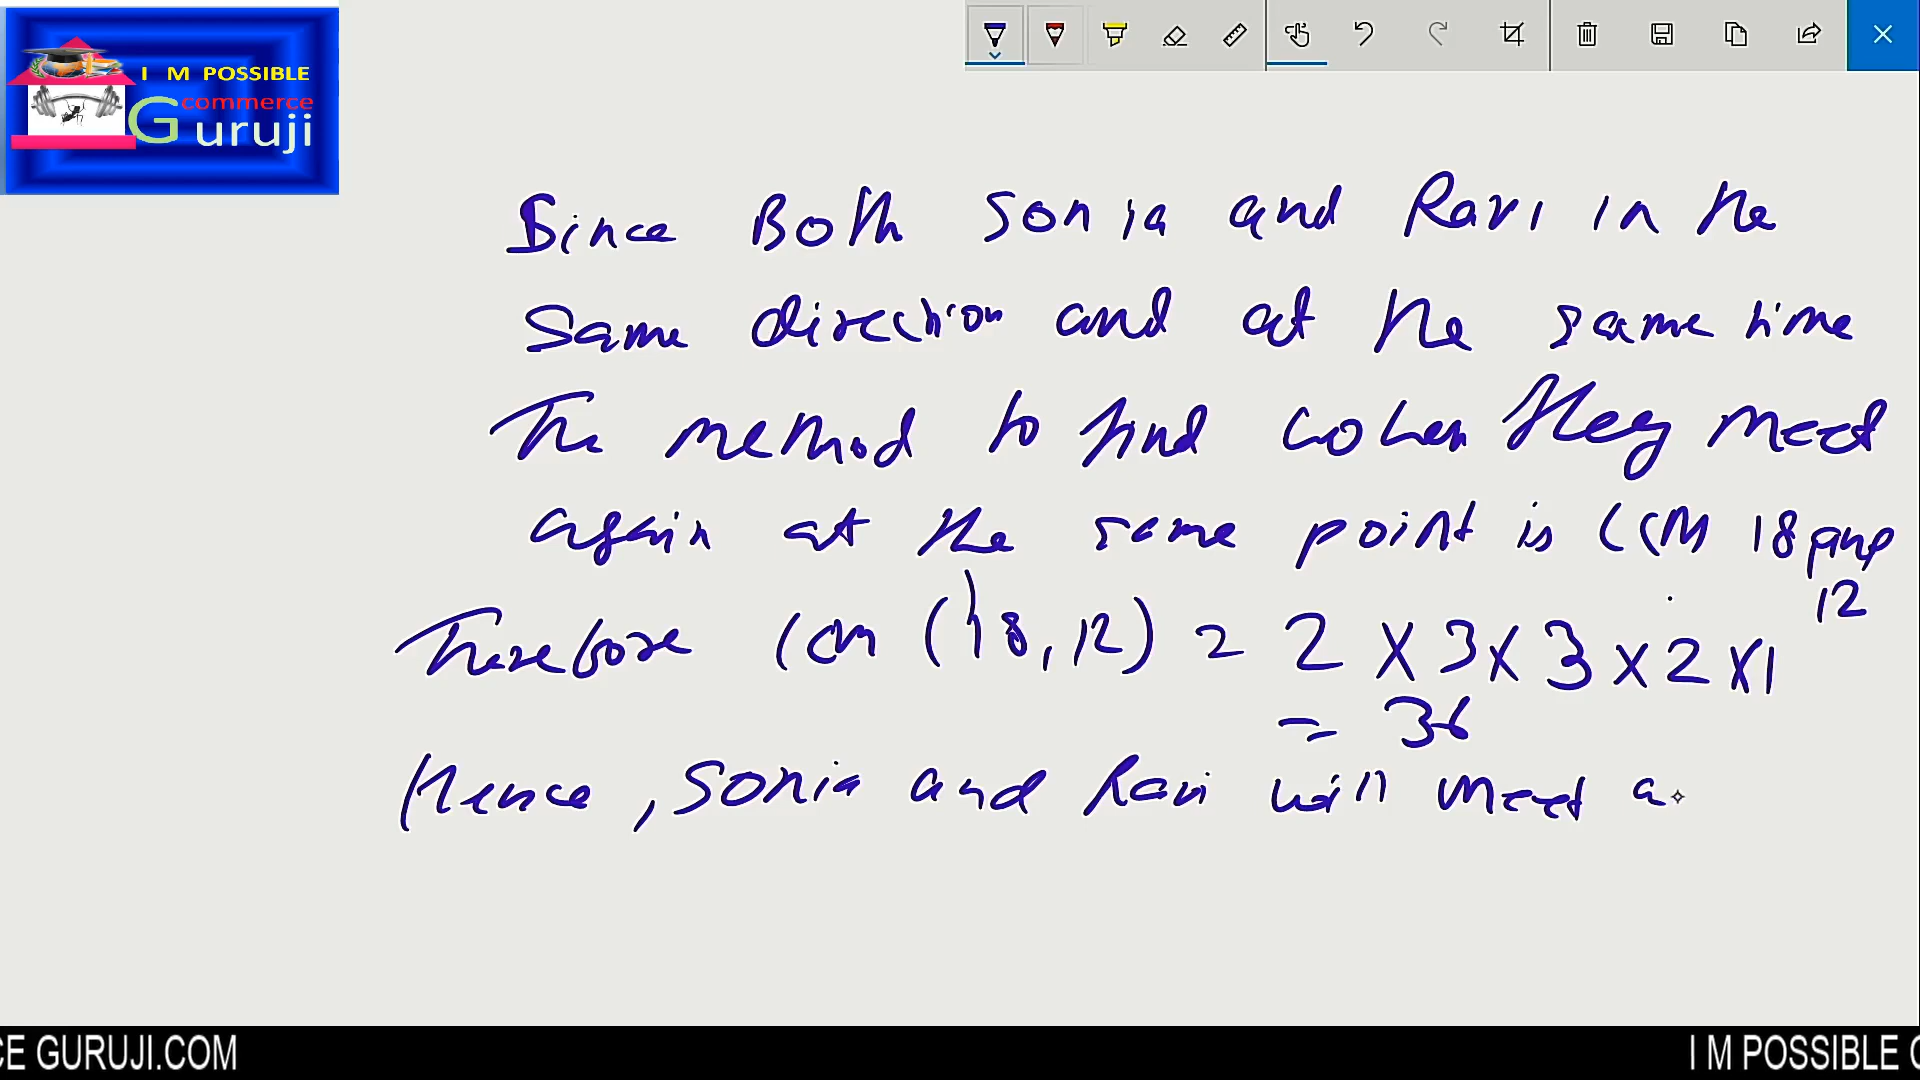 I M POSSIBLE
commerce
Guruji
Since Both Sonia and Ravi in the
same direction and at the same time
The method to find when they meet
again at the same point is LCM 18 and
12
Therefore LCM (18, 12) = 2 X 3 X 3 X 2 X 1
= 36
Hence, Sonia and Ravi will meet a
CE GURUJI.COM
I M POSSIBLE C